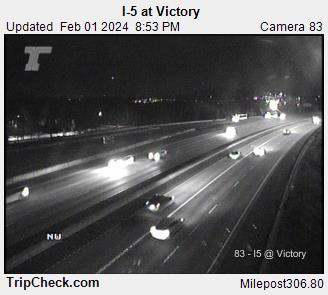 I-5 at Victory
Updated Feb 01 2024 8:53 PM Camera 83
T
NW
83 - I5 @ Victory
TripCheck.com Milepost306.80